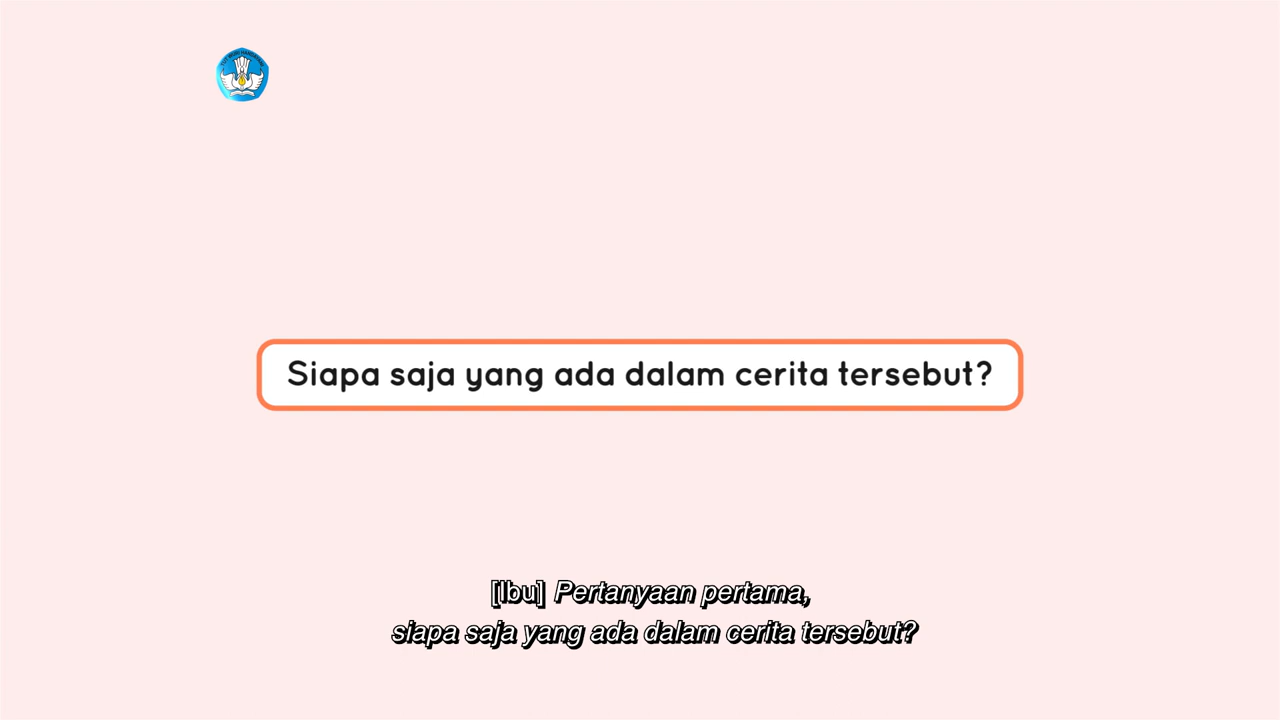 Siapa saja yang ada dalam cerita tersebut?
[Ibu] Pertanyaan pertama,
siapa saja yang ada dalam cerita tersebut?